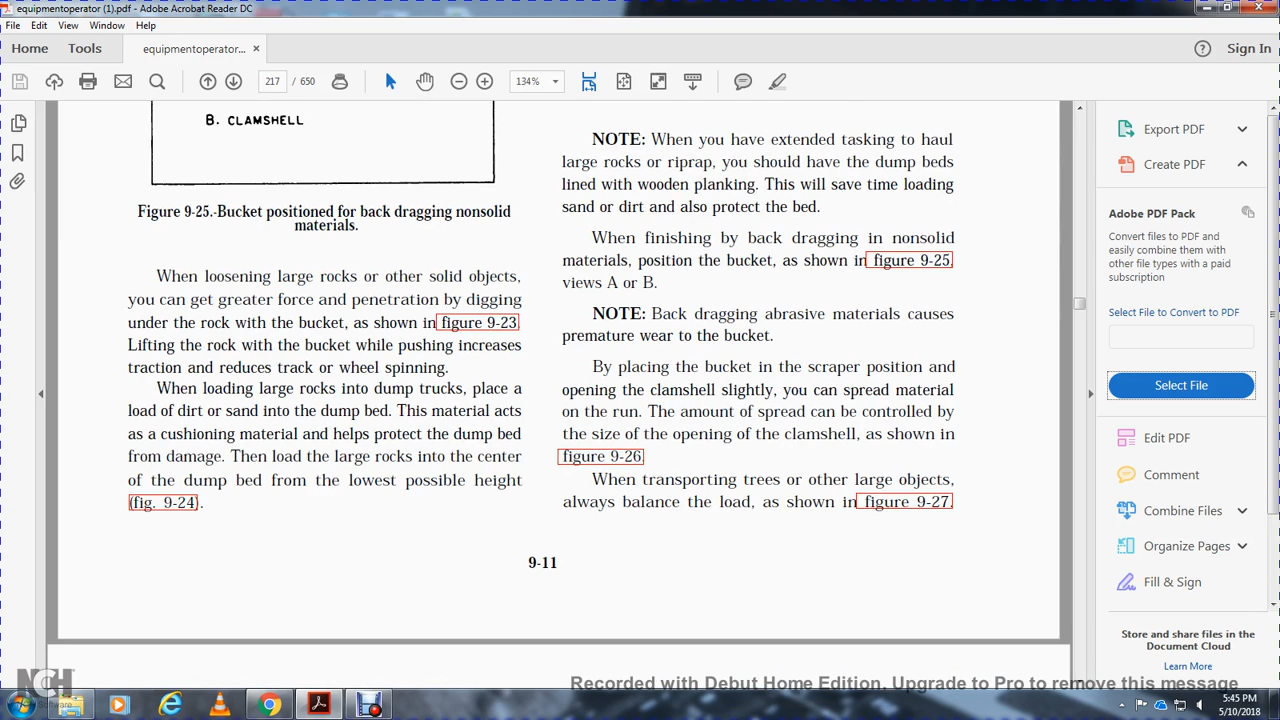 equipmentoperator (1).pdf - Adobe Acrobat Reader DC
File Edit View Window Help
Home Tools equipmentoperator... × Sign In
217 / 650 134%
B. CLAMSHELL
Figure 9-25.-Bucket positioned for back dragging nonsolid
materials.
When loosening large rocks or other solid objects,
you can get greater force and penetration by digging
under the rock with the bucket, as shown in figure 9-23.
Lifting the rock with the bucket while pushing increases
traction and reduces track or wheel spinning.
When loading large rocks into dump trucks, place a
load of dirt or sand into the dump bed. This material acts
as a cushioning material and helps protect the dump bed
from damage. Then load the large rocks into the center
of the dump bed from the lowest possible height
(fig. 9-24).
NOTE: When you have extended tasking to haul
large rocks or riprap, you should have the dump beds
lined with wooden planking. This will save time loading
sand or dirt and also protect the bed.
When finishing by back dragging in nonsolid
materials, position the bucket, as shown in figure 9-25
views A or B.
NOTE: Back dragging abrasive materials causes
premature wear to the bucket.
By placing the bucket in the scraper position and
opening the clamshell slightly, you can spread material
on the run. The amount of spread can be controlled by
the size of the opening of the clamshell, as shown in
figure 9-26
When transporting trees or other large objects,
always balance the load, as shown in figure 9-27.
9-11
Export PDF
Create PDF
Adobe PDF Pack
Convert files to PDF and
easily combine them with
other file types with a paid
subscription
Select File to Convert to PDF
Select File
Edit PDF
Comment
Combine Files
Organize Pages
Fill & Sign
Store and share files in the
Document Cloud
Learn More
NCH
Software
Recorded with Debut Home Edition. Upgrade to Pro to remove this message
5:45 PM
5/10/2018